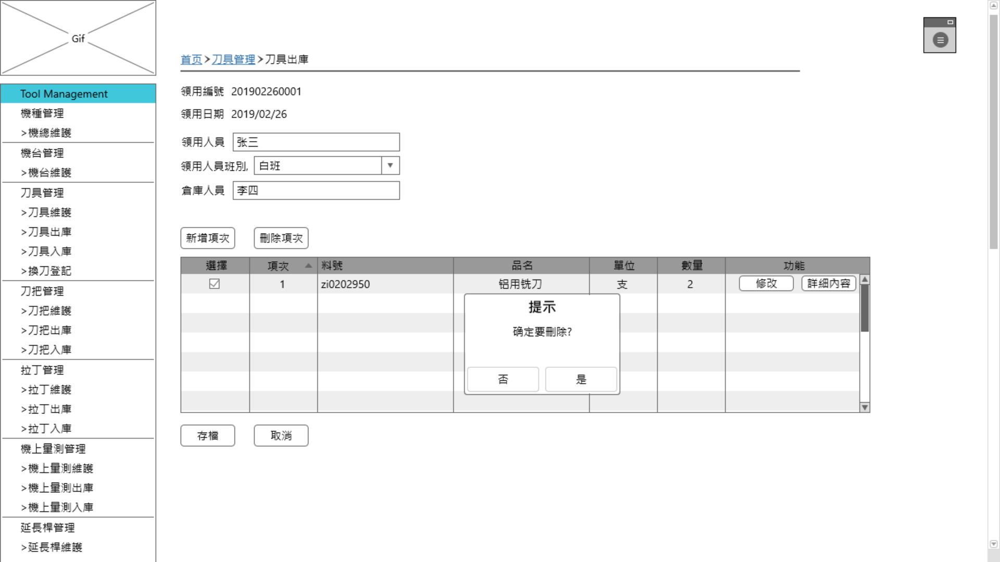 Gif
Tool Management
機種管理
>機總維護
機台管理
>機台維護
刀具管理
>刀具維護
>刀具出庫
>刀具入庫
>換刀登記
刀把管理
>刀把維護
>刀把出庫
>刀把入庫
拉丁管理
>拉丁維護
>拉丁出庫
>拉丁入庫
機上量測管理
>機上量測維護
>機上量測出庫
>機上量測入庫
延長桿管理
>延長桿維護
首页>刀具管理>刀具出庫
領用編號 201902260001
領用日期 2019/02/26
領用人員 张三
領用人員班別, 白班
倉庫人員 李四
新增項次 刪除項次
選擇 項次 料號 品名 單位 數量 功能
1 zi0202950 铝用铣刀 支 2 修改 詳細內容
提示
确定要刪除?
否 是
存檔 取消